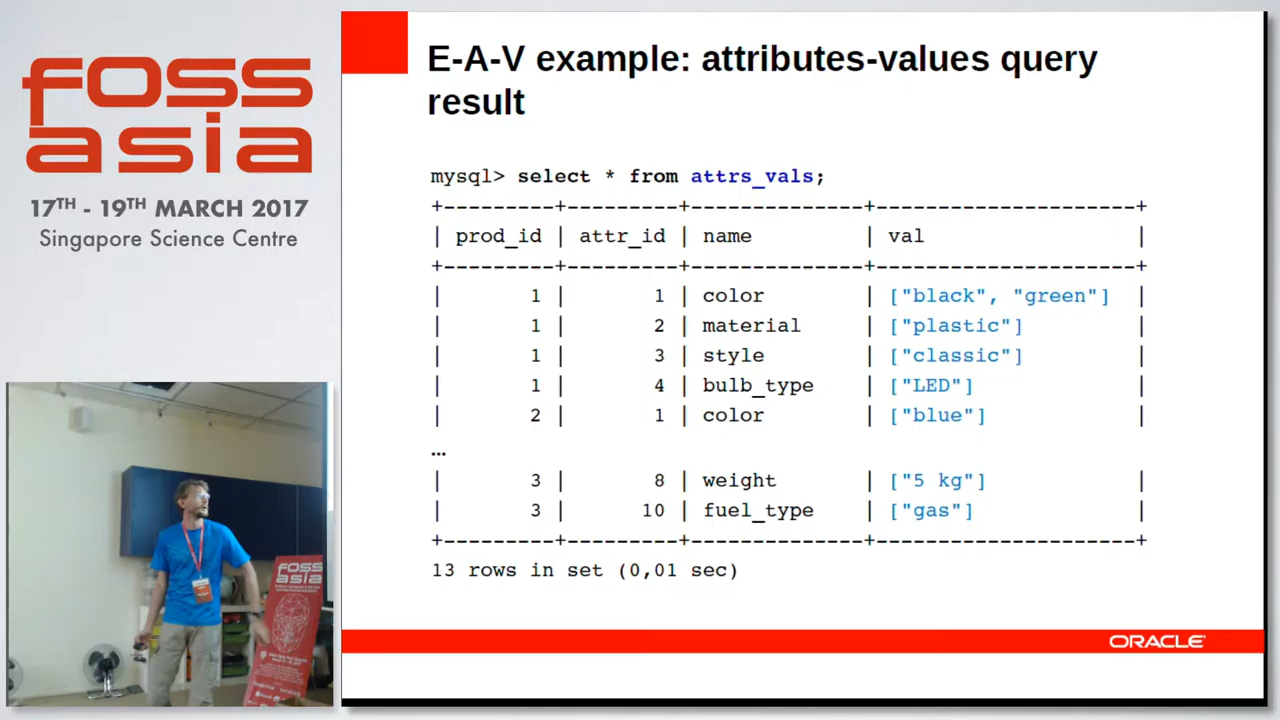 foss
asia
17TH - 19TH MARCH 2017
Singapore Science Centre
E-A-V example: attributes-values query
result
mysql> select * from attrs_vals;
+---------+---------+--------------+---------------------+
| prod_id | attr_id | name | val |
+---------+---------+--------------+---------------------+
| 1 | 1 | color | ["black", "green"] |
| 1 | 2 | material | ["plastic"] |
| 1 | 3 | style | ["classic"] |
| 1 | 4 | bulb_type | ["LED"] |
| 2 | 1 | color | ["blue"] |
…
| 3 | 8 | weight | ["5 kg"] |
| 3 | 10 | fuel_type | ["gas"] |
+---------+---------+--------------+---------------------+
13 rows in set (0,01 sec)
ORACLE
foss
asia